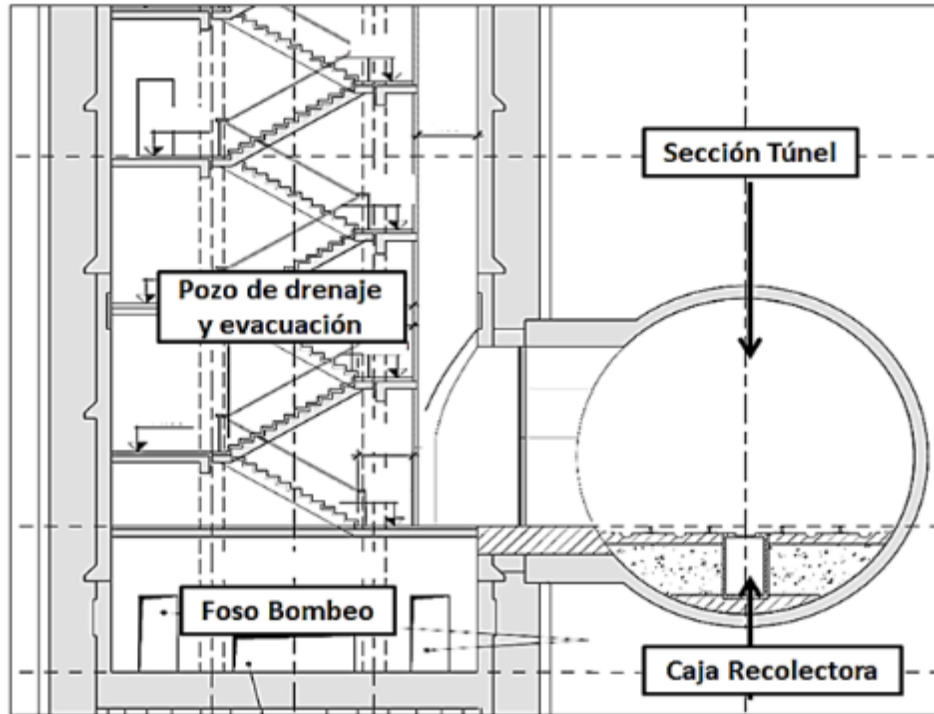 Sección Túnel
Pozo de drenaje
y evacuación
Foso Bombeo
Caja Recolectora